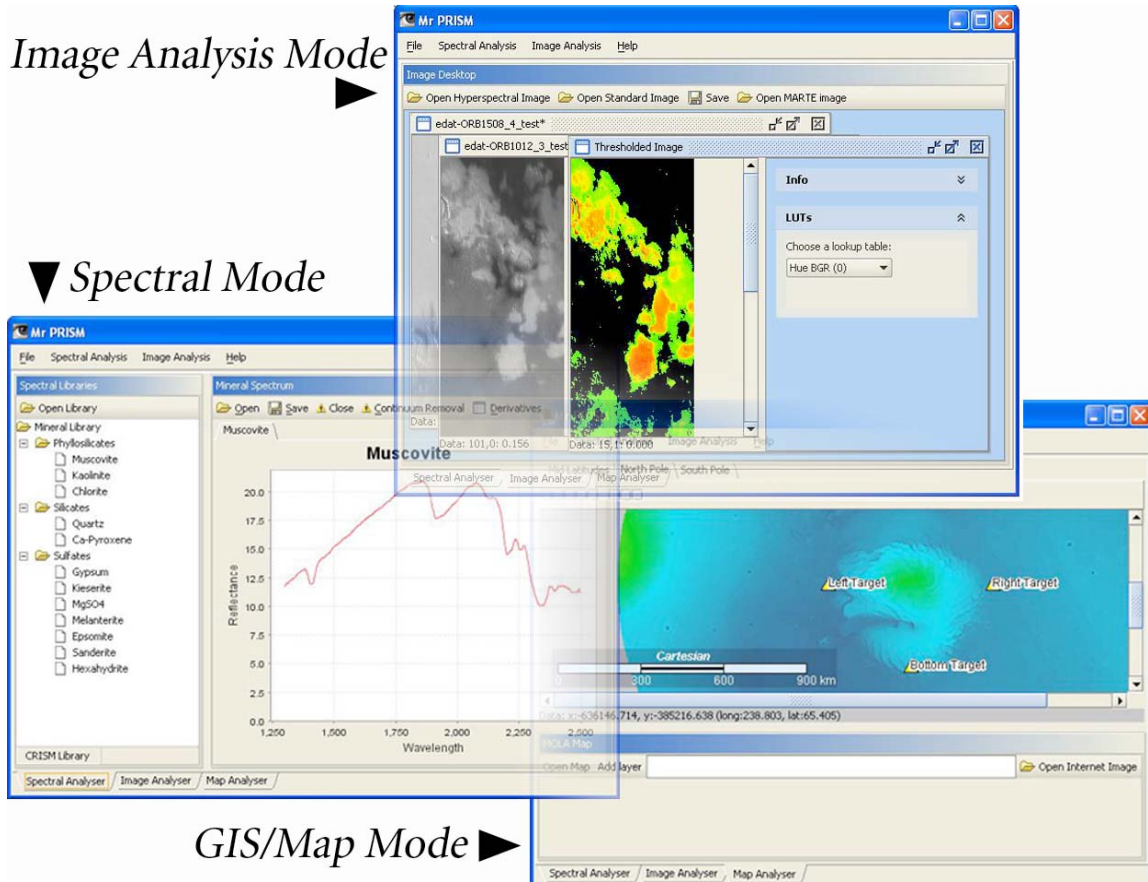 Image Analysis Mode
Mr PRISM
File Spectral Analysis Image Analysis Help
Image Desktop
Open Hyperspectral Image Open Standard Image Save Open MARTE image
edat-ORB1508_4_test*
edat-ORB1012_3_test
Thresholded Image
Info
LUTs
Choose a lookup table:
Hue BGR (0)
Data:
Data: 101,0: 0.156
Data: 15,1: 0.000
Spectral Analyser Image Analyser Map Analyser
Spectral Mode
Mr PRISM
File Spectral Analysis Image Analysis Help
Spectral Libraries
Open Library
Mineral Library
Phyllosilicates
Muscovite
Kaolinite
Chlorite
Silicates
Quartz
Ca-Pyroxene
Sulfates
Gypsum
Kieserite
MgSO4
Melanterite
Epsomite
Sanderite
Hexahydrite
CRISM Library
Mineral Spectrum
Open Save Close Continuum Removal Derivatives
Muscovite
Muscovite
20.0
17.5
15.0
12.5
10.0
7.5
5.0
2.5
0.0
Reflectance
1,250 1,500 1,750 2,000 2,250 2,500
Wavelength
Spectral Analyser Image Analyser Map Analyser
Image Analysis Help
Mid Latitudes North Pole South Pole
Left Target
Right Target
Bottom Target
Cartesian
0 300 600 900 km
Data: x:-636146.714, y:-385216.638 (long:238.803, lat:65.405)
MOLA Map
Open Map Add layer
Open Internet Image
Spectral Analyser Image Analyser Map Analyser
GIS/Map Mode